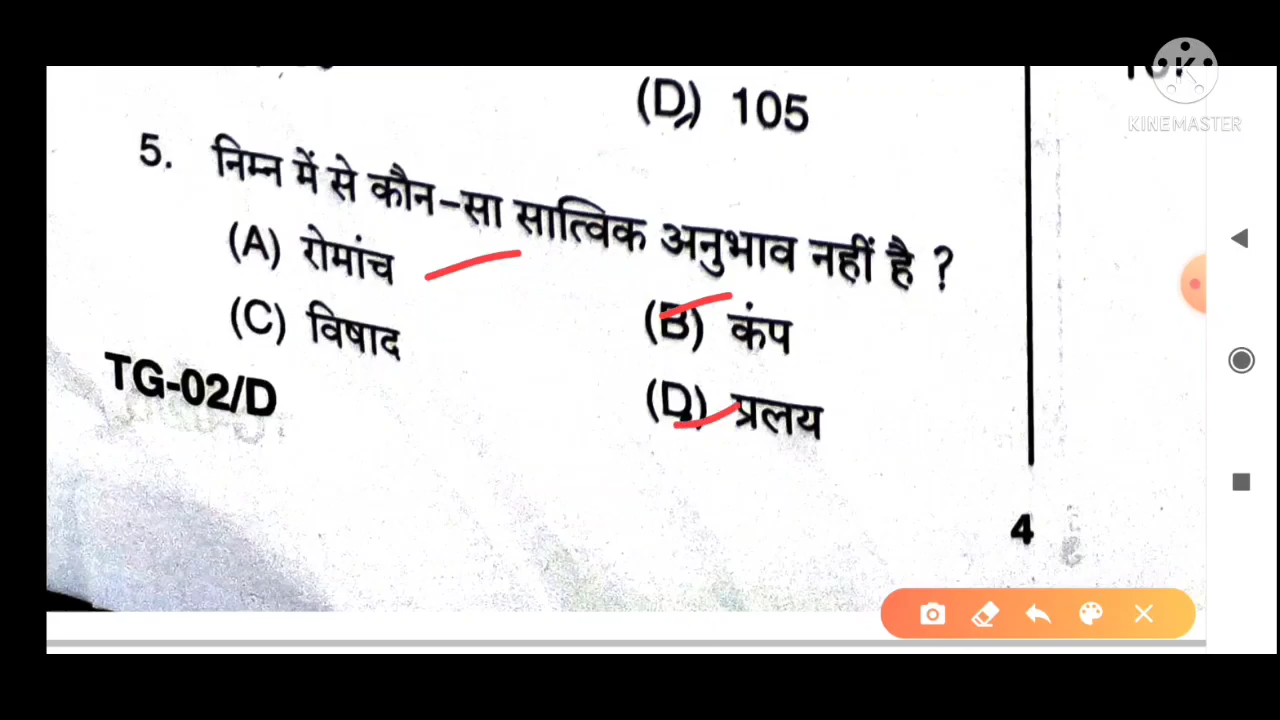 (D) 105
KINEMASTER
5. निम्न में से कौन-सा सात्विक अनुभाव नहीं है ?
(A) रोमांच
(B) कंप
(C) विषाद
(D) प्रलय
TG-02/D
4